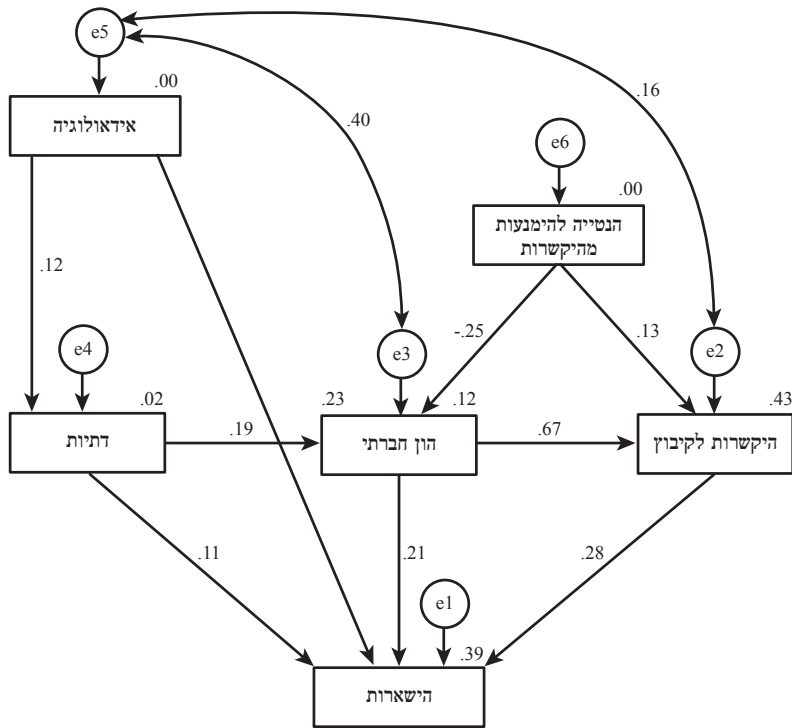 e5
.00
אידאולוגיה
.16
.40
e6
.00
הנטייה להימנעות
מהיקשרות
.12
-.25
.13
e4
e3
e2
.02
.23
.12
.43
דתיות
.19
הון חברתי
.67
היקשרות לקיבוץ
.11
.21
.28
e1
.39
הישארות